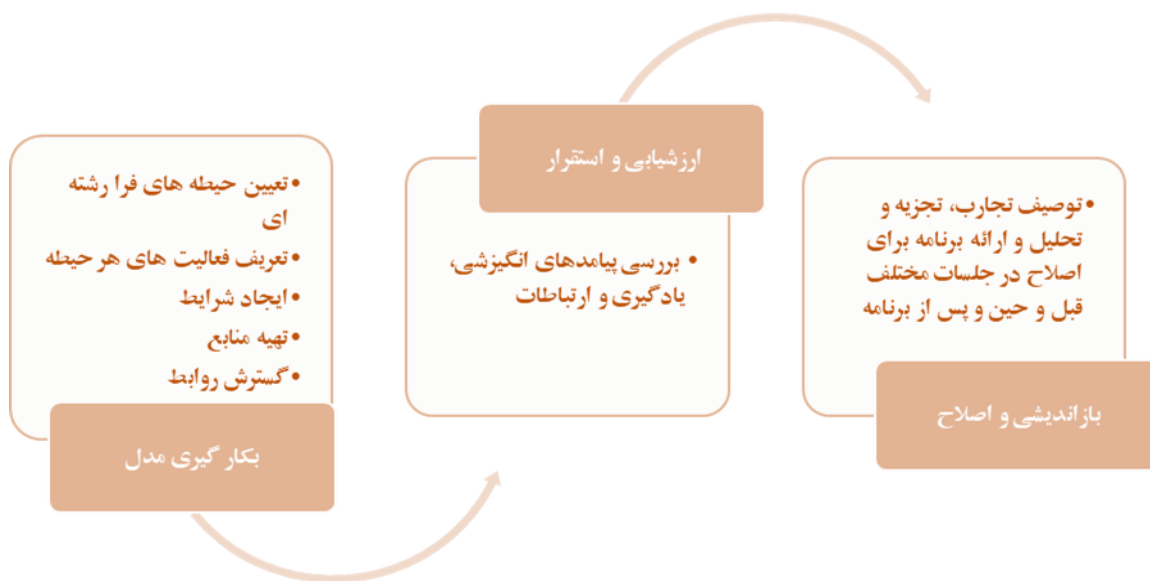 •تعیین حیطه های فرا رشته
ای
•تعریف فعالیت های هر حیطه
•ایجاد شرایط
•تهیه منابع
•گسترش روابط
بکار گیری مدل
ارزشیابی و استقرار
•بررسی پیامدهای انگیزشی،
یادگیری و ارتباطات
•توصیف تجارب، تجزیه و
تحلیل و ارائه برنامه برای
اصلاح در جلسات مختلف
قبل و حین و پس از برنامه
بازاندیشی و اصلاح